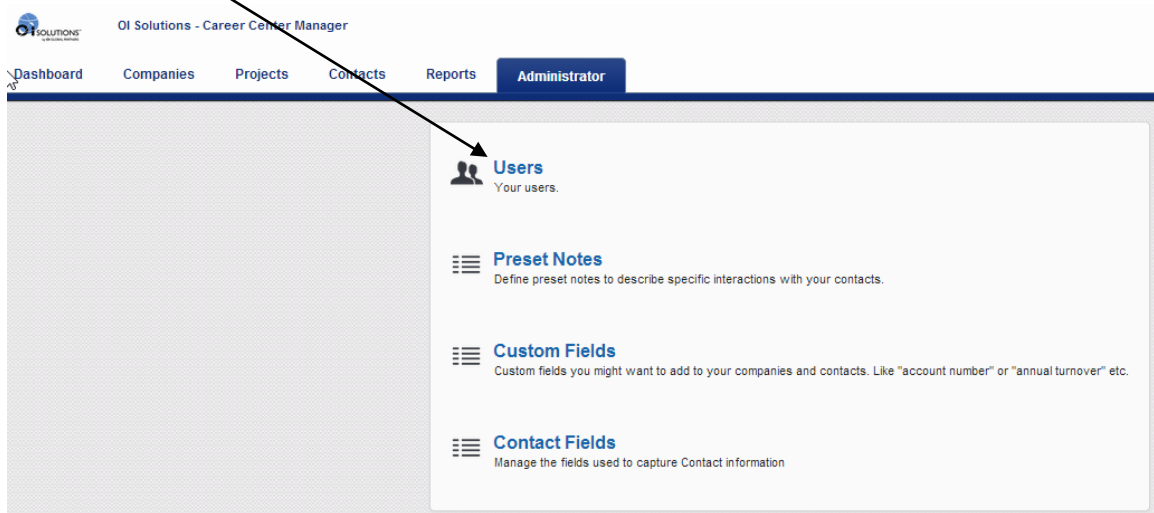 OI SOLUTIONS
OI Solutions - Career Center Manager
Dashboard Companies Projects Contacts Reports Administrator
Users
Your users.
Preset Notes
Define preset notes to describe specific interactions with your contacts.
Custom Fields
Custom fields you might want to add to your companies and contacts. Like "account number" or "annual turnover" etc.
Contact Fields
Manage the fields used to capture Contact information